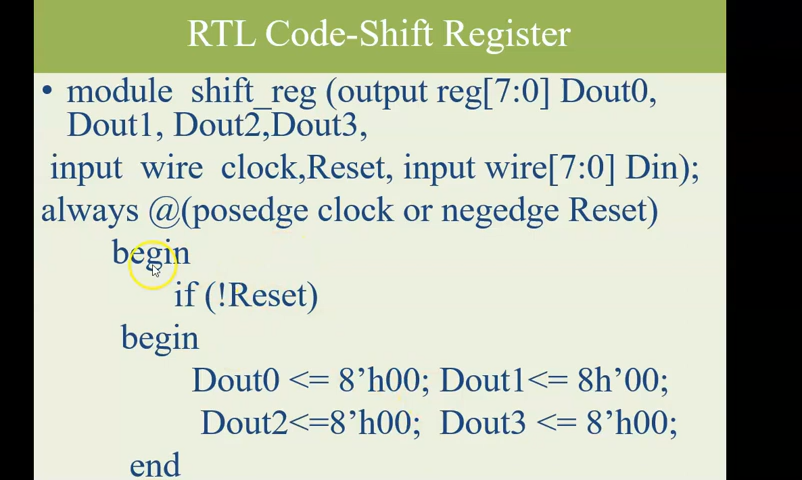 RTL Code-Shift Register
• module shift_reg (output reg[7:0] Dout0,
Dout1, Dout2,Dout3,
input wire clock,Reset, input wire[7:0] Din);
always @(posedge clock or negedge Reset)
begin
if (!Reset)
begin
Dout0 <= 8’h00; Dout1<= 8h’00;
Dout2<=8’h00; Dout3 <= 8’h00;
end